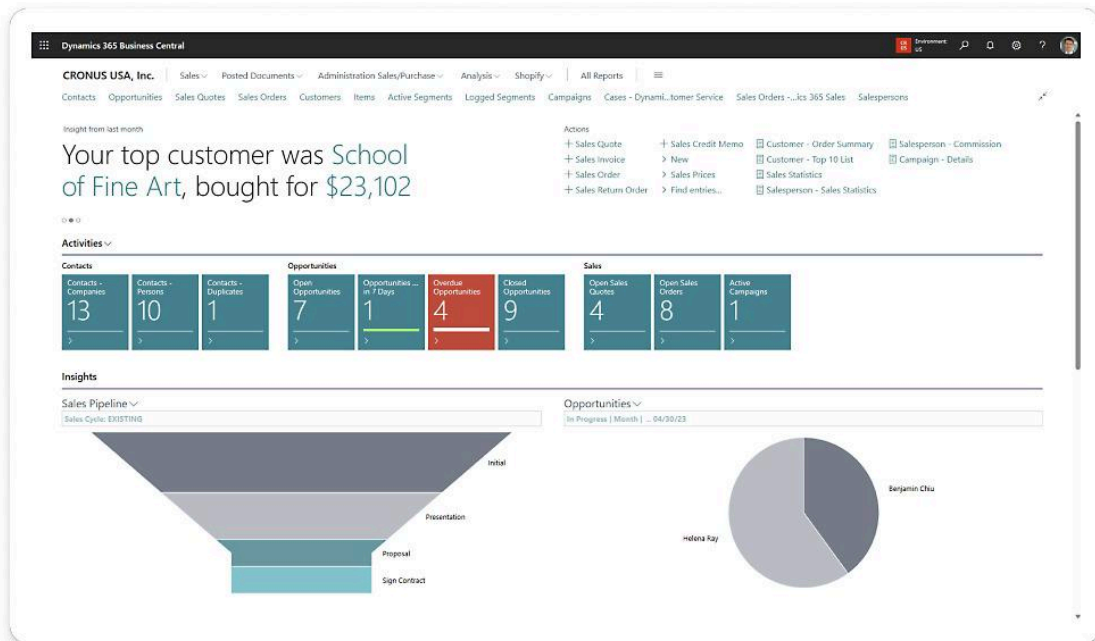 Dynamics 365 Business Central
US
Environment:
US
?
CRONUS USA, Inc.
Sales
Posted Documents
Administration Sales/Purchase
Analysis
Shopify
All Reports
Contacts
Opportunities
Sales Quotes
Sales Orders
Customers
Items
Active Segments
Logged Segments
Campaigns
Cases - Dynami...tomer Service
Sales Orders -...ics 365 Sales
Salespersons
Insight from last month
Your top customer was School
of Fine Art, bought for $23,102
Actions
+ Sales Quote
+ Sales Invoice
+ Sales Order
+ Sales Return Order
+ Sales Credit Memo
> New
> Sales Prices
> Find entries...
Customer - Order Summary
Customer - Top 10 List
Sales Statistics
Salesperson - Sales Statistics
Salesperson - Commission
Campaign - Details
Activities
Contacts
Contacts -
Companies
13
Contacts -
Persons
10
Contacts -
Duplicates
1
Opportunities
Open
Opportunities
7
Opportunities ...
in 7 Days
1
Overdue
Opportunities
4
Closed
Opportunities
9
Sales
Open Sales
Quotes
4
Open Sales
Orders
8
Active
Campaigns
1
Insights
Sales Pipeline
Sales Cycle: EXISTING
Initial
Presentation
Proposal
Sign Contract
Opportunities
In Progress | Month | .. 04/30/23
Benjamin Chiu
Helena Ray